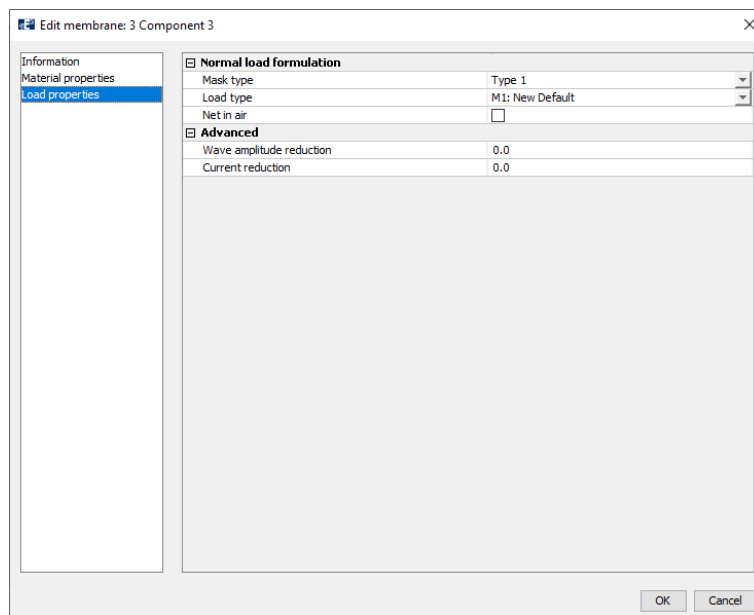 Edit membrane: 3 Component 3
Information
Material properties
Load properties
Normal load formulation
Mask type Type 1
Load type M1: New Default
Net in air
Advanced
Wave amplitude reduction 0.0
Current reduction 0.0
OK Cancel